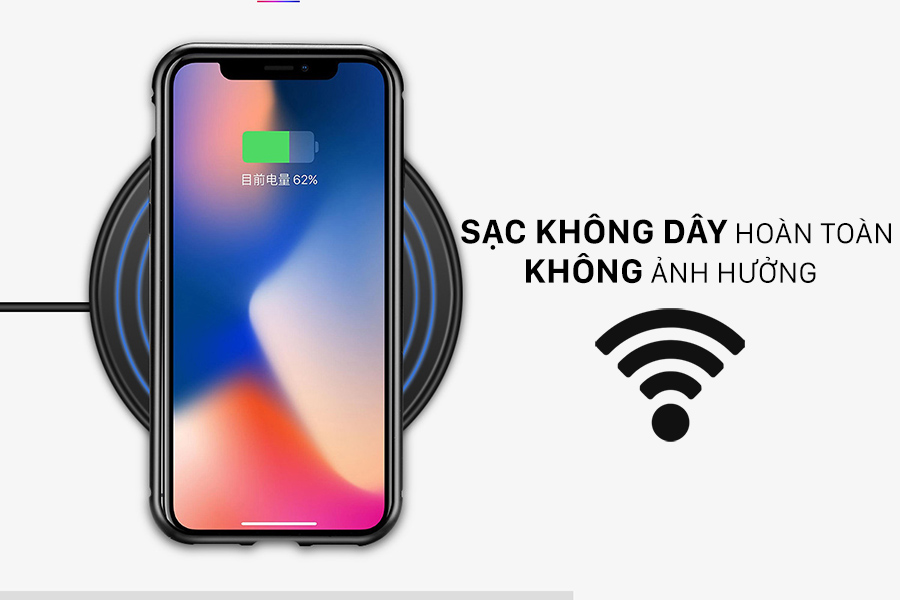 目前电量 62%
SẠC KHÔNG DÂY HOÀN TOÀN
KHÔNG ẢNH HƯỞNG